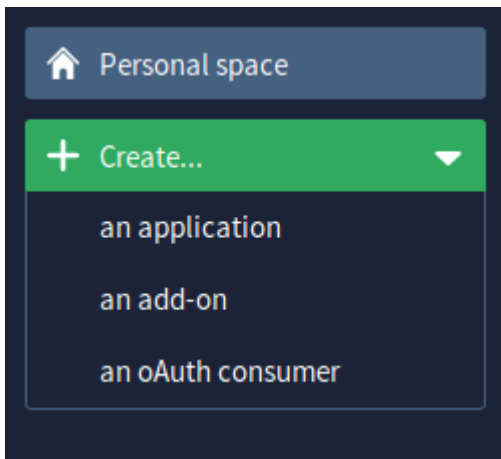 Personal space
Create...
an application
an add-on
an oAuth consumer